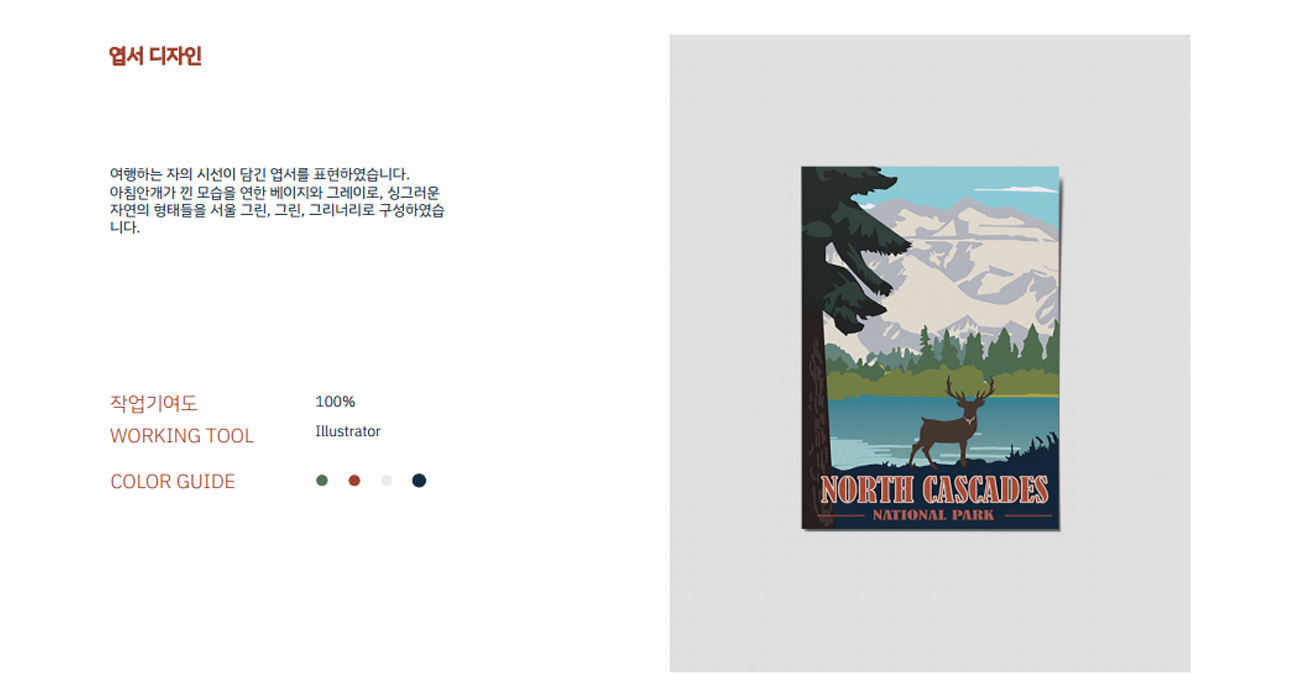 엽서 디자인
여행하는 자의 시선이 담긴 엽서를 표현하였습니다.
아침안개가 낀 모습을 연한 베이지와 그레이로, 싱그러운
자연의 형태들을 서울 그린, 그린, 그리너리로 구성하였습
니다.
작업기여도 100%
WORKING TOOL Illustrator
COLOR GUIDE
NORTH CASCADES
NATIONAL PARK